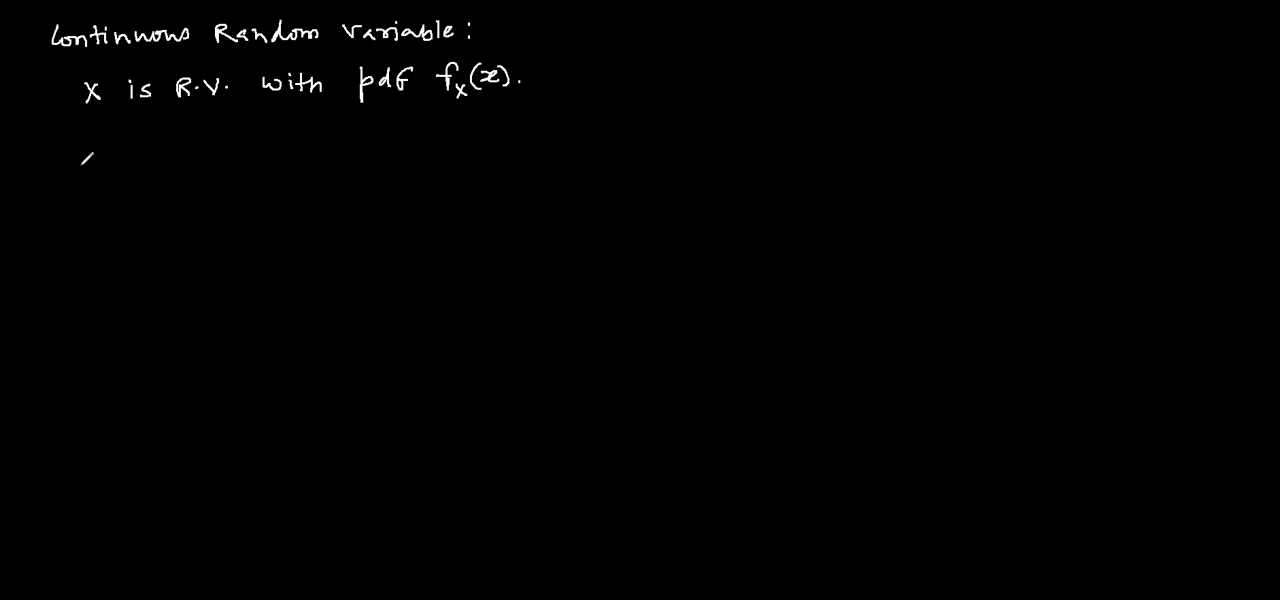 Continuous Random Variable:
X is R.V. with pdf f_X(x).